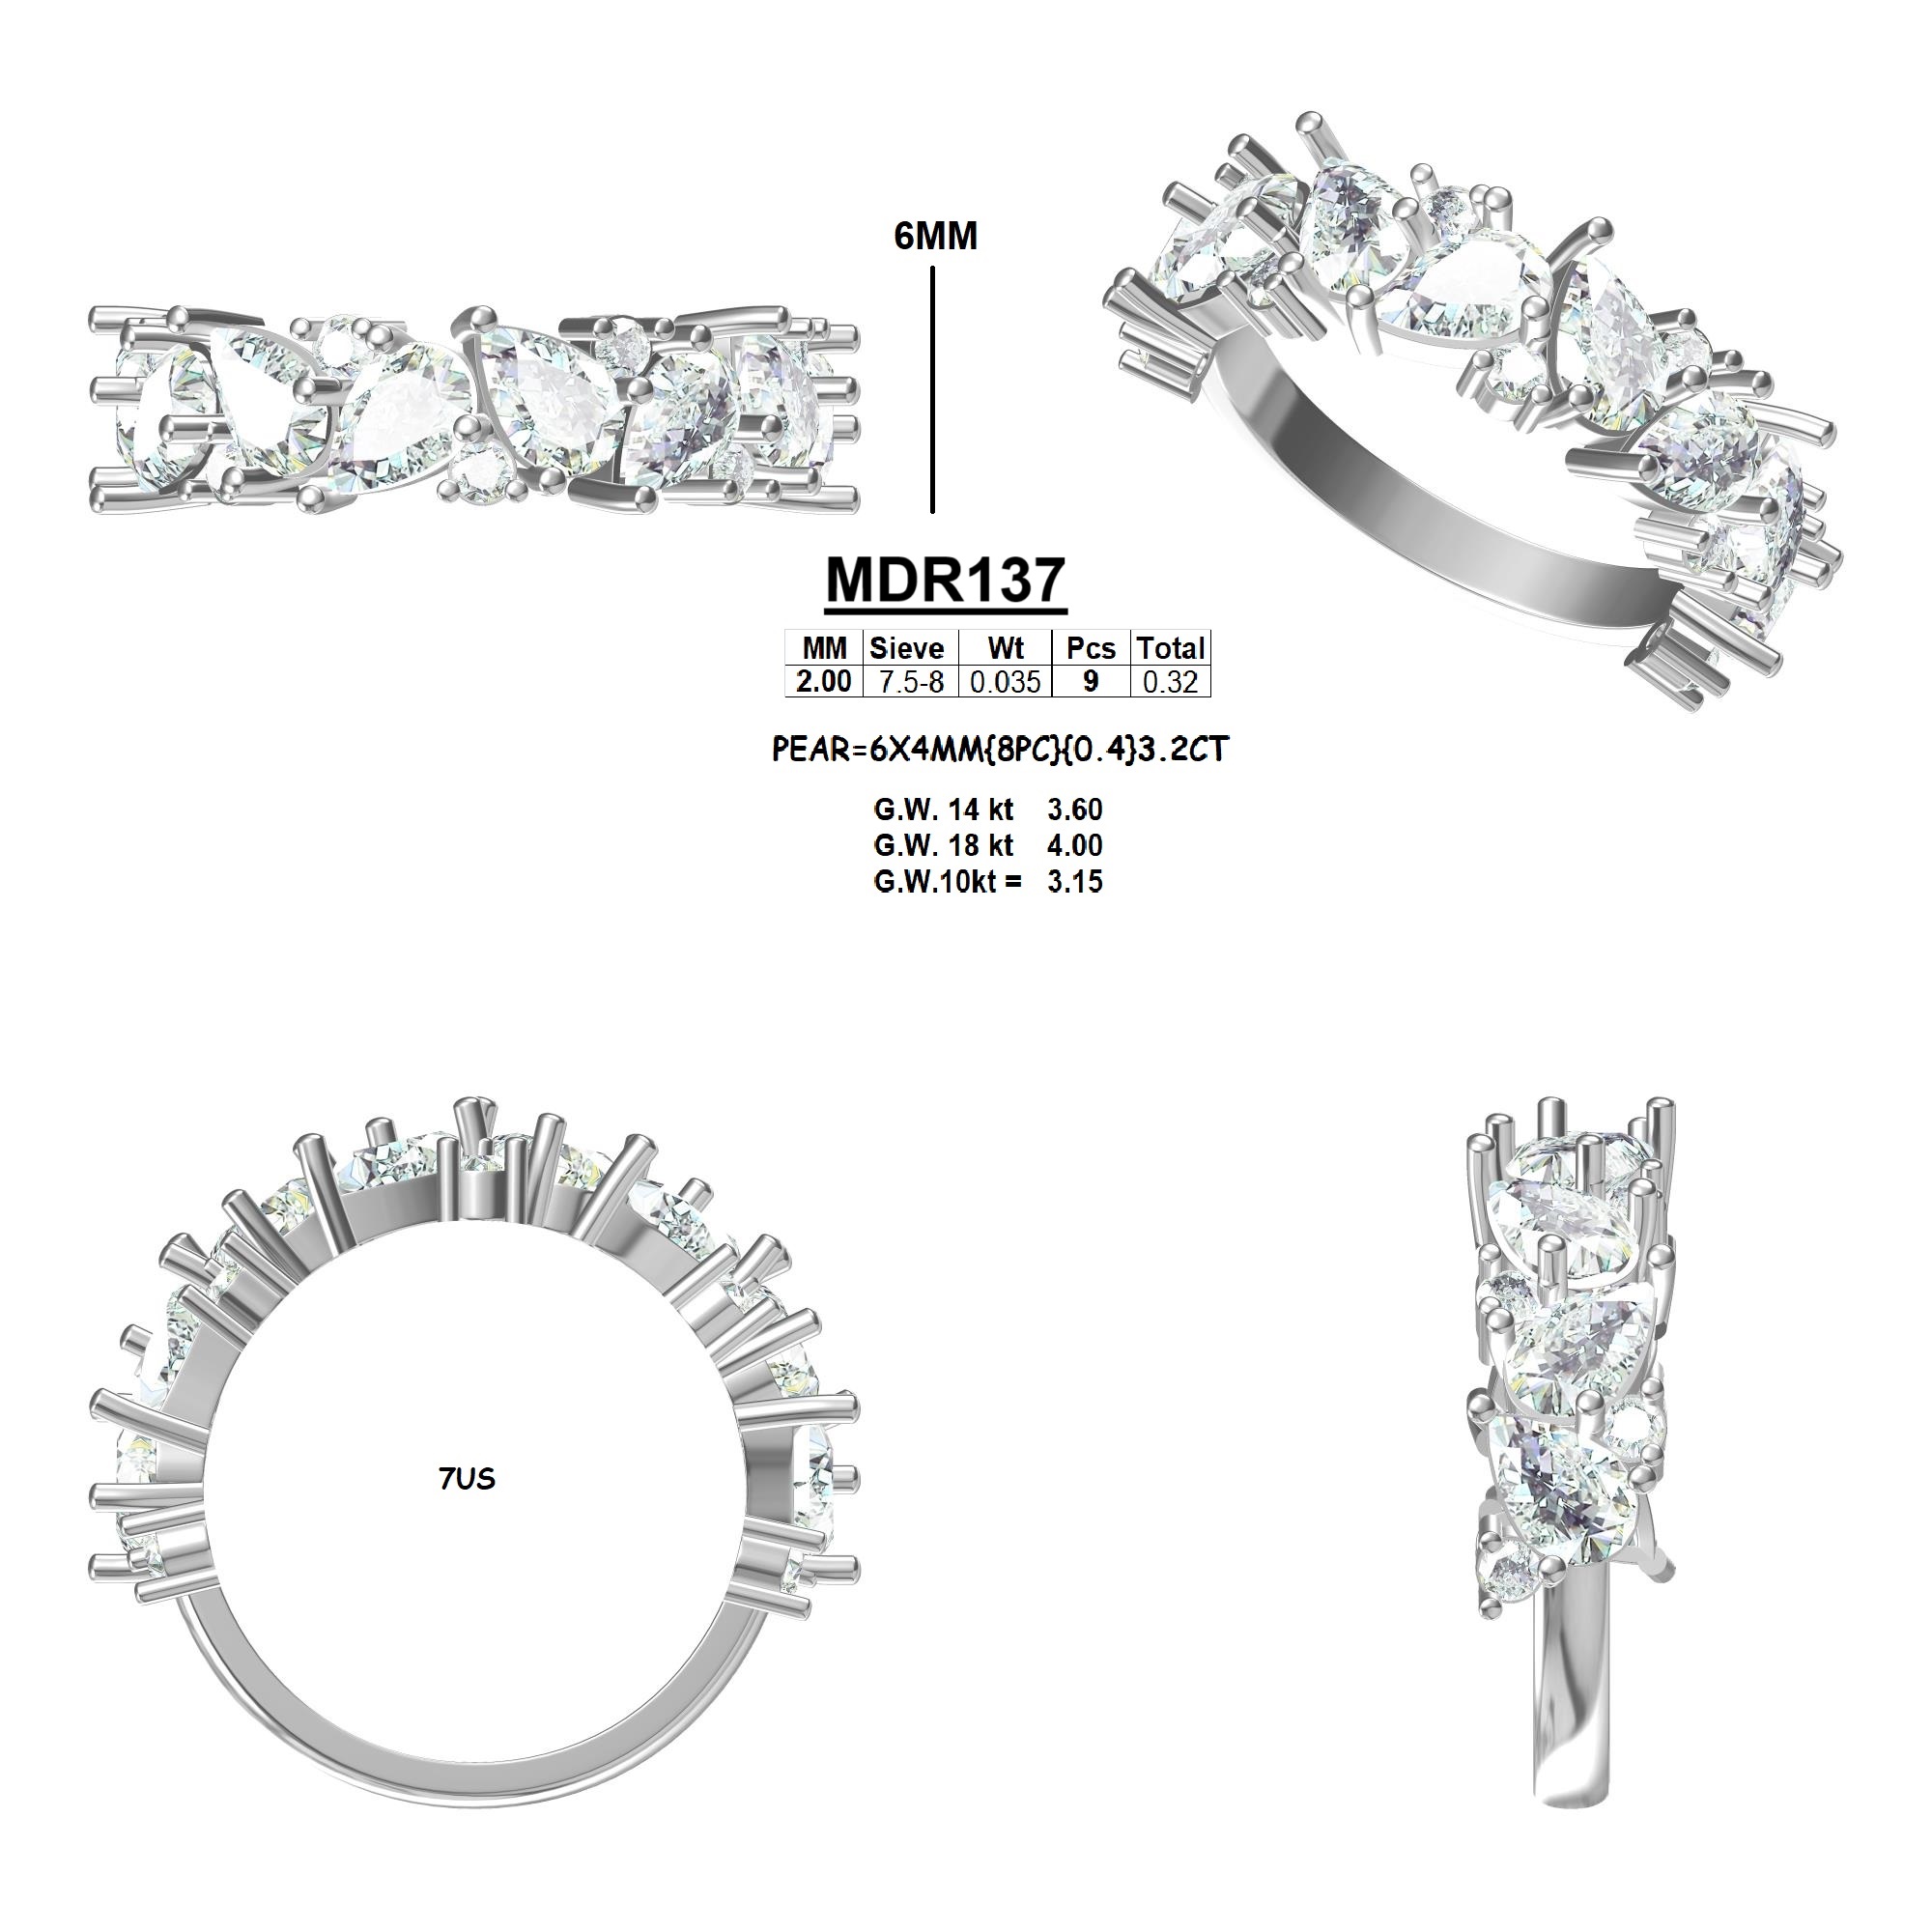 6MM
MDR137
MM Sieve Wt Pcs Total
2.00 7.5-8 0.035 9 0.32
PEAR=6X4MM{8PC}{0.4}3.2CT
G.W. 14 kt 3.60
G.W. 18 kt 4.00
G.W.10kt = 3.15
7US